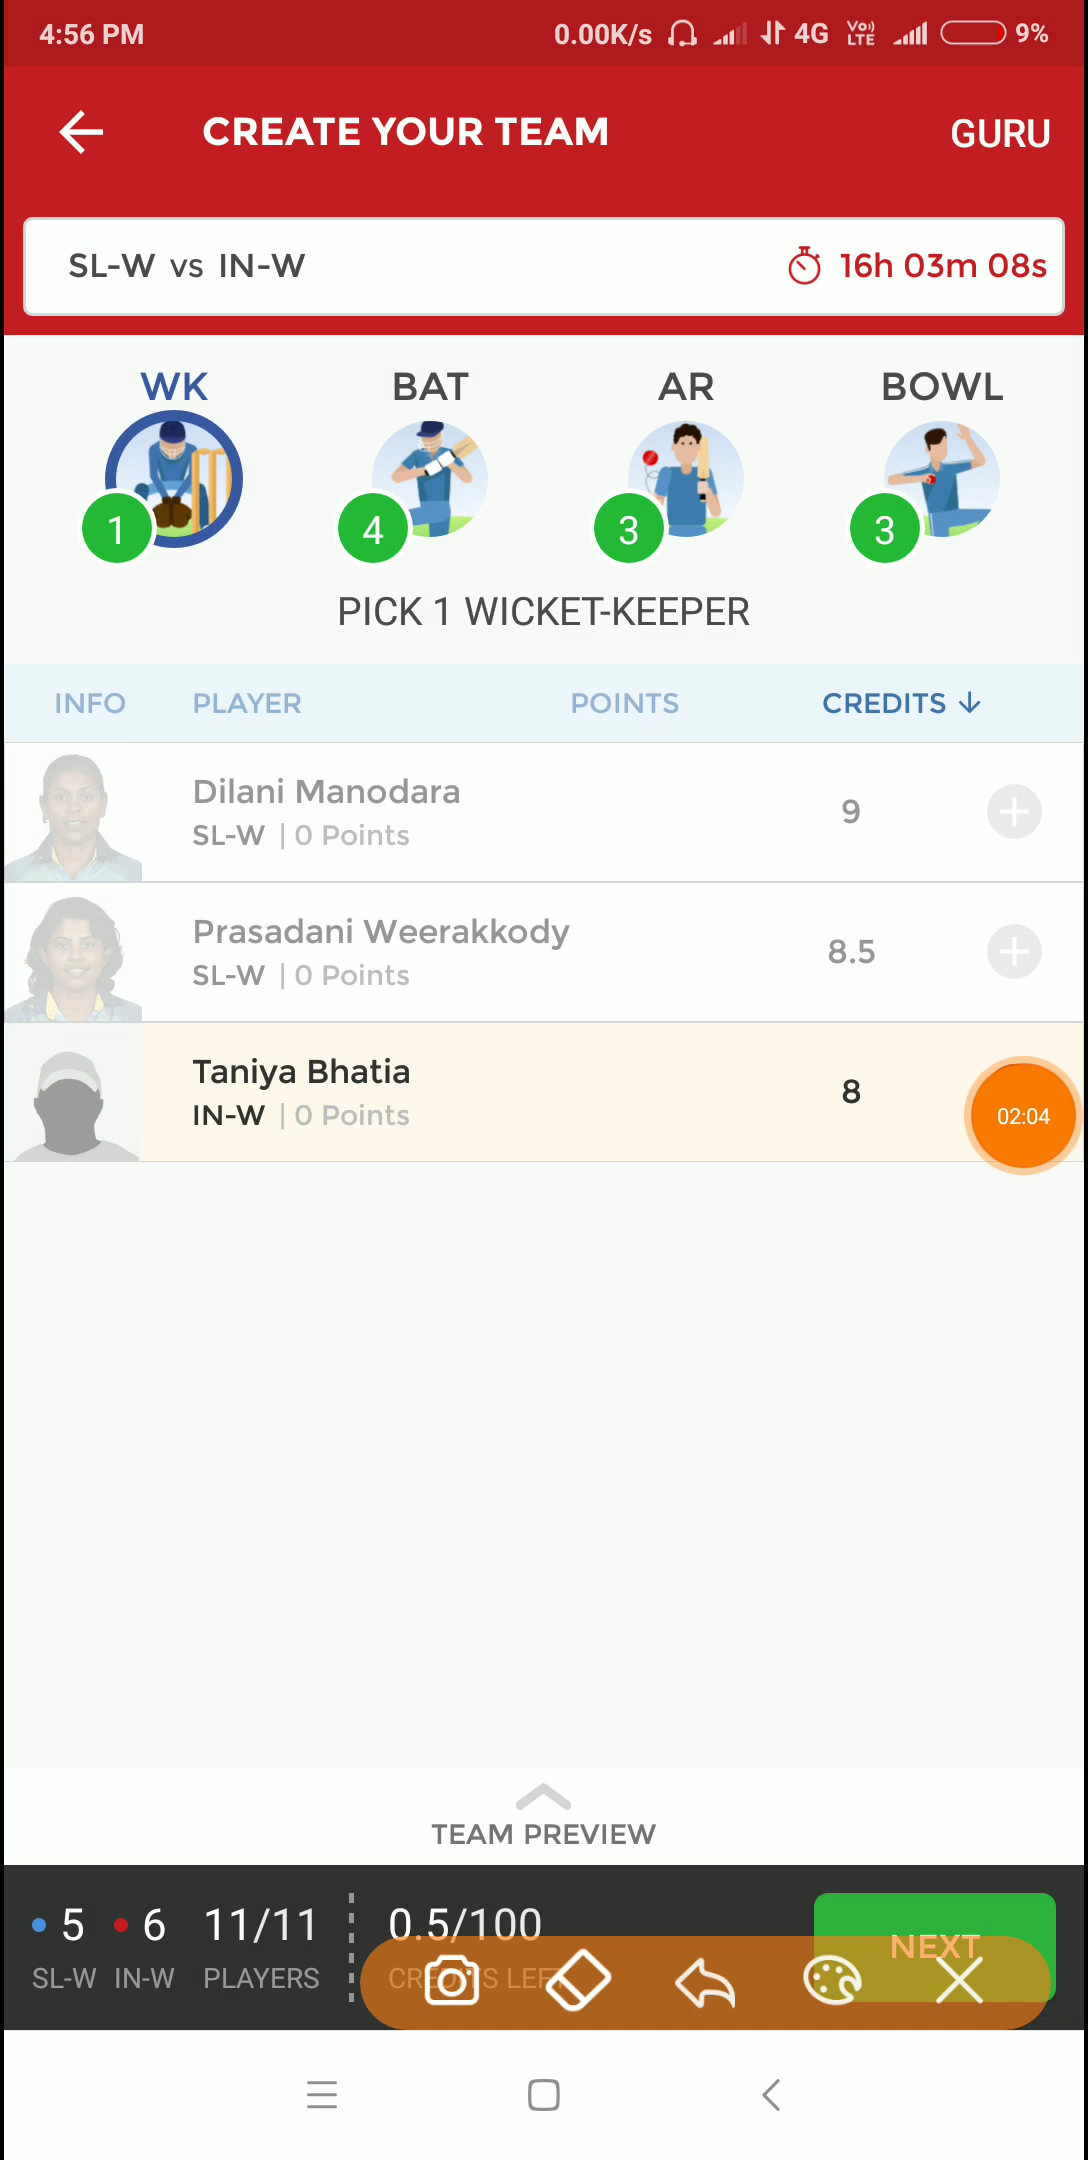 4:56 PM 0.00K/s 4G VoLTE 9%
CREATE YOUR TEAM GURU
SL-W vs IN-W 16h 03m 08s
WK BAT AR BOWL
1 4 3 3
PICK 1 WICKET-KEEPER
INFO PLAYER POINTS CREDITS
Dilani Manodara
SL-W | 0 Points 9
Prasadani Weerakkody
SL-W | 0 Points 8.5
Taniya Bhatia
IN-W | 0 Points 8
02:04
TEAM PREVIEW
5 6 11/11 0.5/100
NEXT
SL-W IN-W PLAYERS CREDITS LEFT